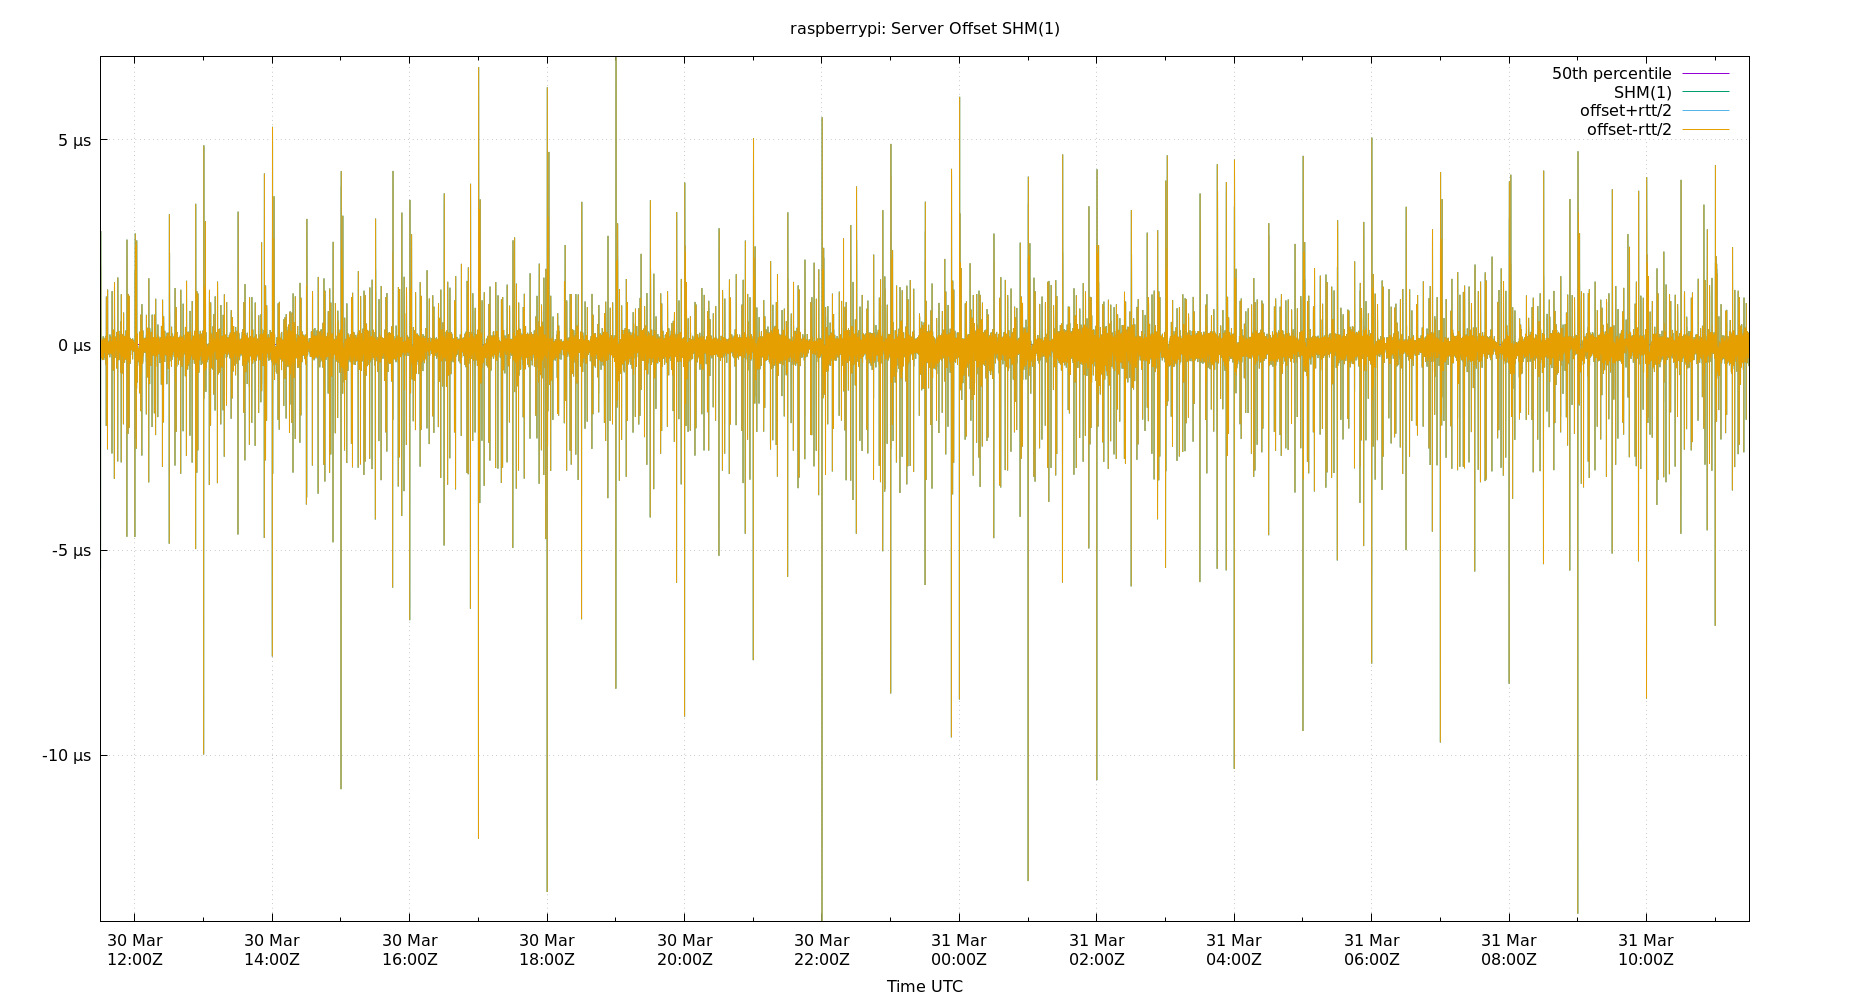 raspberrypi: Server Offset SHM(1)
50th percentile
SHM(1)
offset+rtt/2
offset-rtt/2
5 µs
0 µs
-5 µs
-10 µs
30 Mar 30 Mar 30 Mar 30 Mar 30 Mar 30 Mar 31 Mar 31 Mar 31 Mar 31 Mar 31 Mar 31 Mar
12:00Z 14:00Z 16:00Z 18:00Z 20:00Z 22:00Z 00:00Z 02:00Z 04:00Z 06:00Z 08:00Z 10:00Z
Time UTC